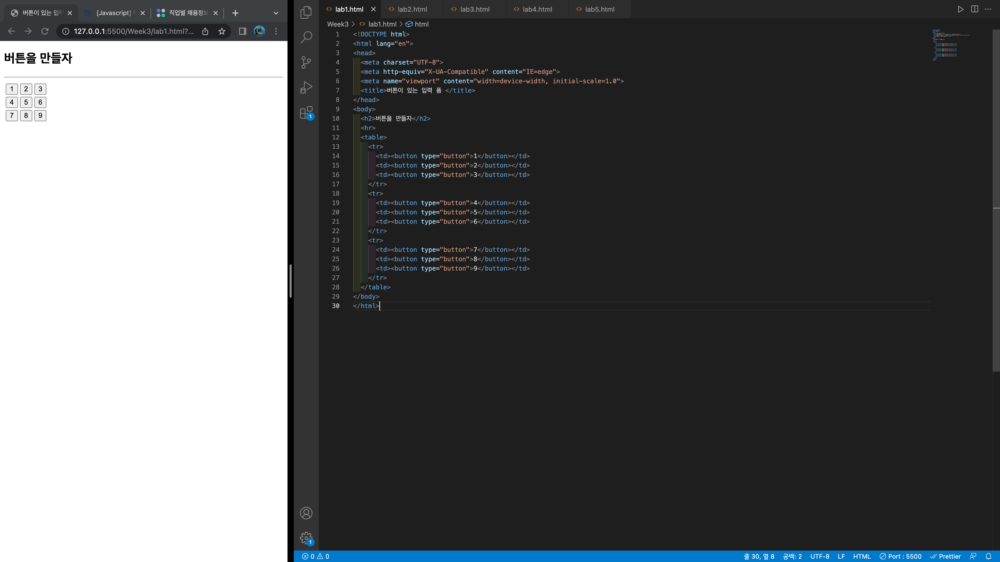 버튼이 있는 입력
[Javascript]
직업별 채용정보
127.0.0.1:5500/Week3/lab1.html?...
버튼을 만들자
1 2 3
4 5 6
7 8 9
lab1.html
lab2.html
lab3.html
lab4.html
lab5.html
Week3 > lab1.html > html
1 <!DOCTYPE html>
2 <html lang="en">
3 <head>
4 <meta charset="UTF-8">
5 <meta http-equiv="X-UA-Compatible" content="IE=edge">
6 <meta name="viewport" content="width=device-width, initial-scale=1.0">
7 <title>버튼이 있는 입력 폼 </title>
8 </head>
9 <body>
10 <h2>버튼을 만들자</h2>
11 <hr>
12 <table>
13 <tr>
14 <td><button type="button">1</button></td>
15 <td><button type="button">2</button></td>
16 <td><button type="button">3</button></td>
17 </tr>
18 <tr>
19 <td><button type="button">4</button></td>
20 <td><button type="button">5</button></td>
21 <td><button type="button">6</button></td>
22 </tr>
23 <tr>
24 <td><button type="button">7</button></td>
25 <td><button type="button">8</button></td>
26 <td><button type="button">9</button></td>
27 </tr>
28 </table>
29 </body>
30 </html>
1
1
0 0
줄 30, 열 8 공백: 2 UTF-8 LF HTML Port : 5500 Prettier